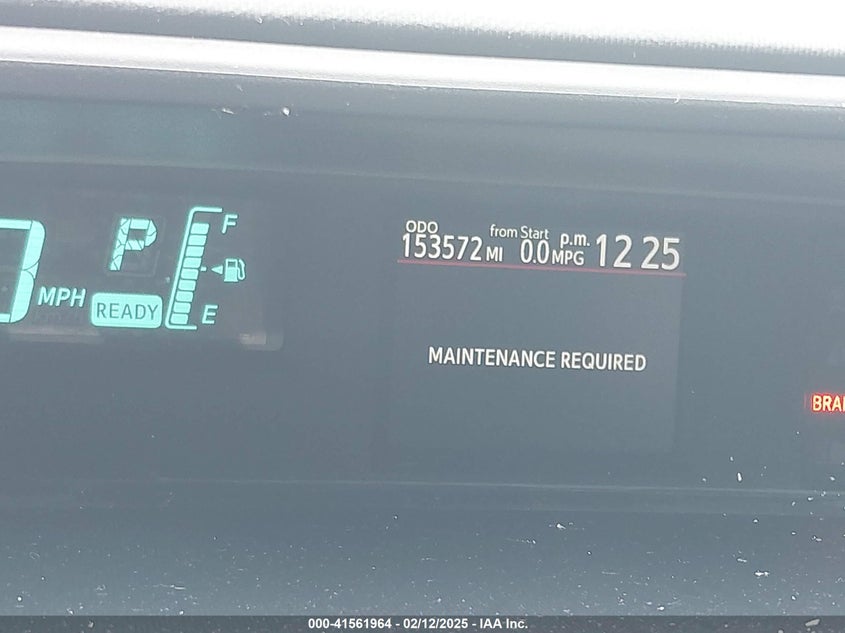 P
F
MPH
READY
E
ODO
153572 MI
from Start
0.0 MPG
p.m. 12 25
MAINTENANCE REQUIRED
000-41561964 - 02/12/2025 - IAA Inc.